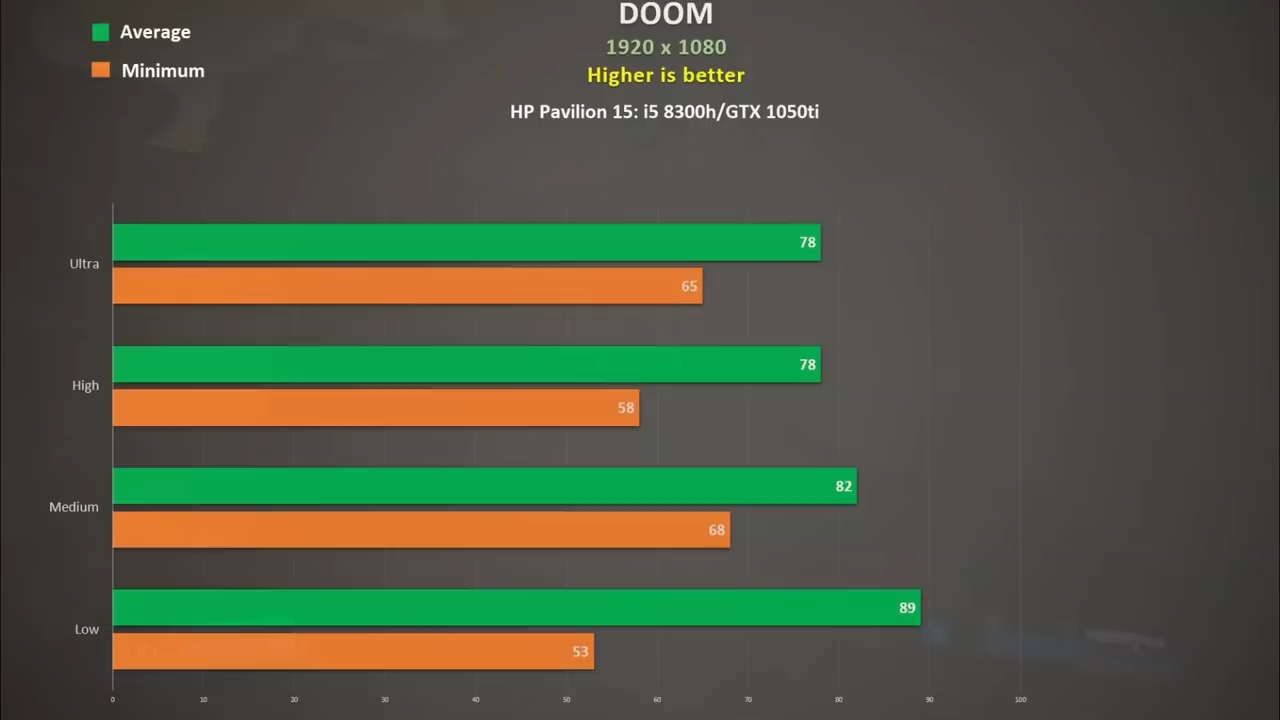 DOOM
1920 x 1080
Higher is better
HP Pavilion 15: i5 8300h/GTX 1050ti
Average
Minimum
Ultra
78
65
High
78
58
Medium
82
68
Low
89
53
0 10 20 30 40 50 60 70 80 90 100